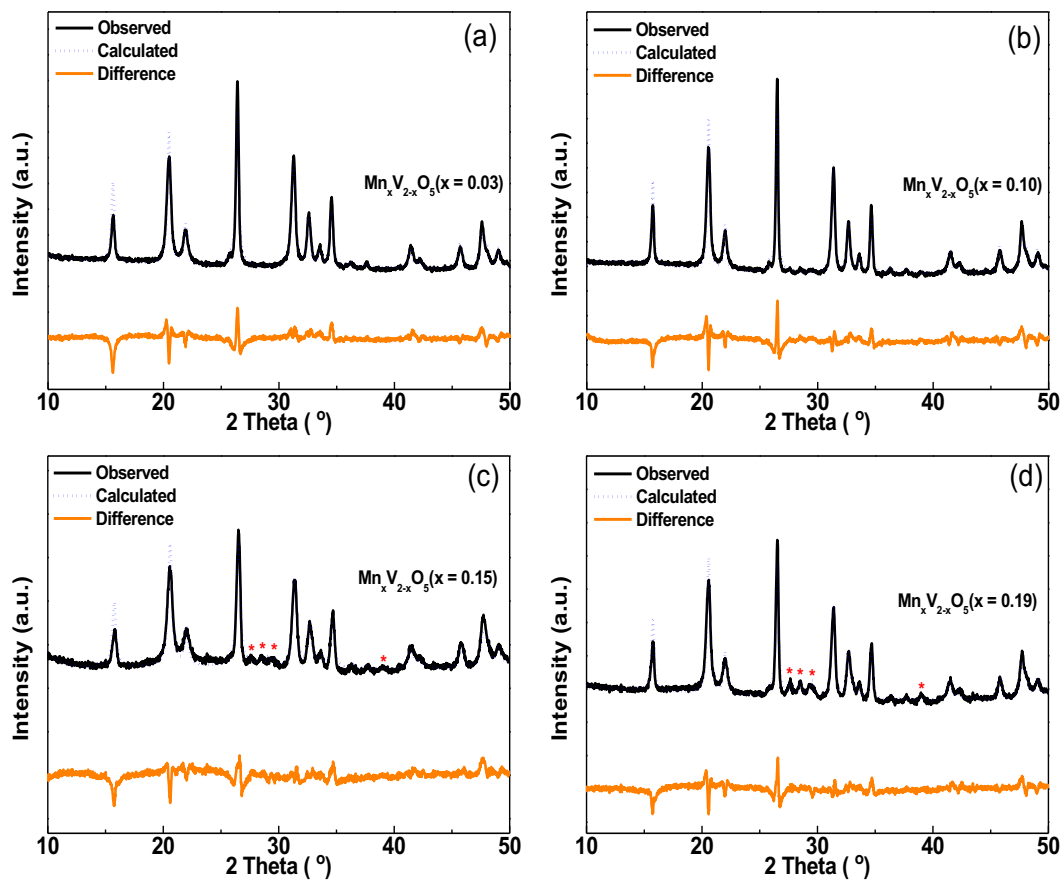 (a)
Observed
Calculated
Difference
MnₓV₂₋ₓO₅(x = 0.03)
Intensity (a.u.)
10 20 30 40 50
2 Theta ( °)
(b)
Observed
Calculated
Difference
MnₓV₂₋ₓO₅(x = 0.10)
Intensity (a.u.)
10 20 30 40 50
2 Theta ( °)
(c)
Observed
Calculated
Difference
MnₓV₂₋ₓO₅(x = 0.15)
* * * *
Intensity (a.u.)
10 20 30 40 50
2 Theta ( °)
(d)
Observed
Calculated
Difference
MnₓV₂₋ₓO₅(x = 0.19)
* * * *
Intensity (a.u.)
10 20 30 40 50
2 Theta ( °)